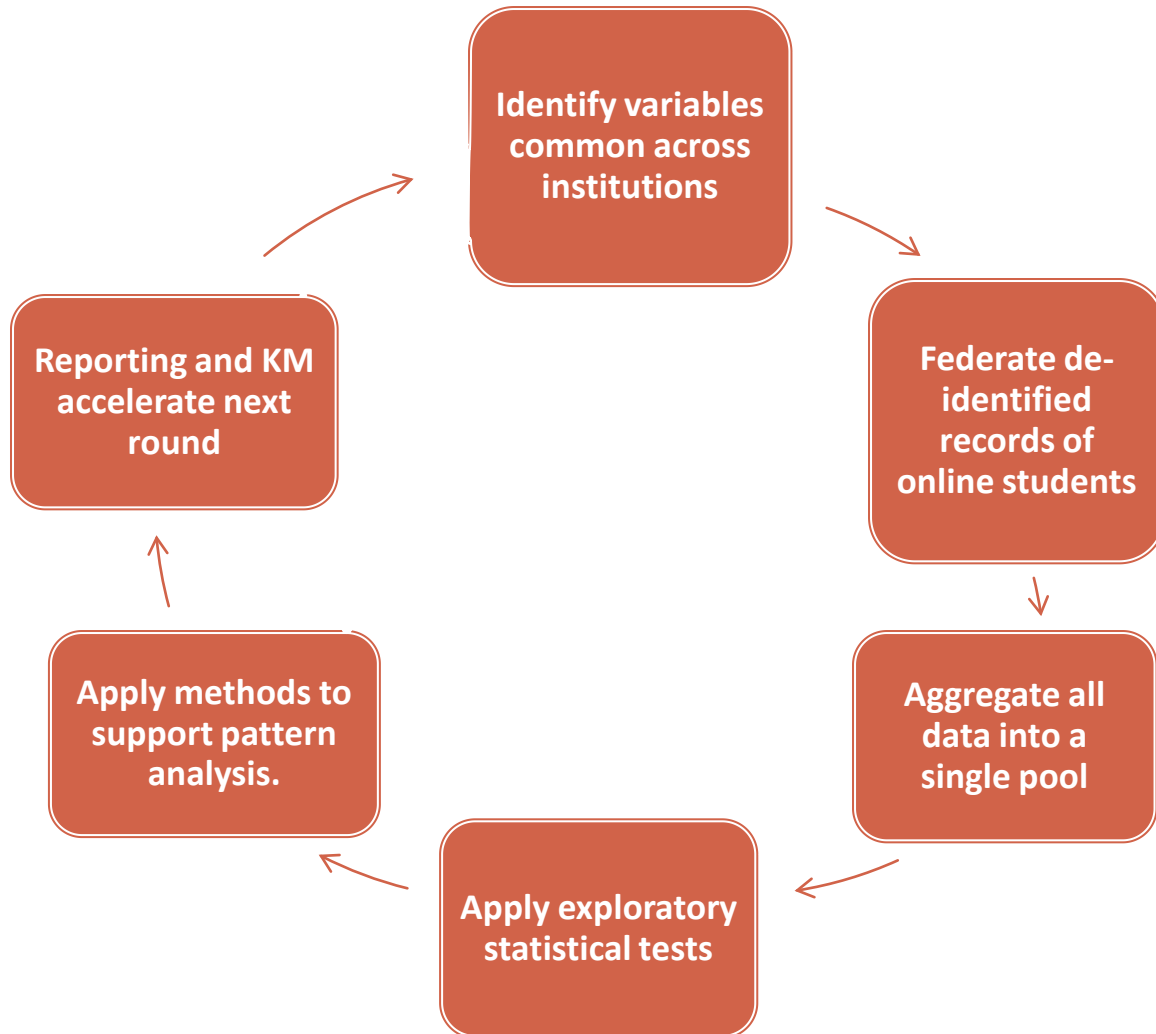 Identify variables
common across
institutions
Federate de-
identified
records of
online students
Aggregate all
data into a
single pool
Apply exploratory
statistical tests
Apply methods to
support pattern
analysis.
Reporting and KM
accelerate next
round